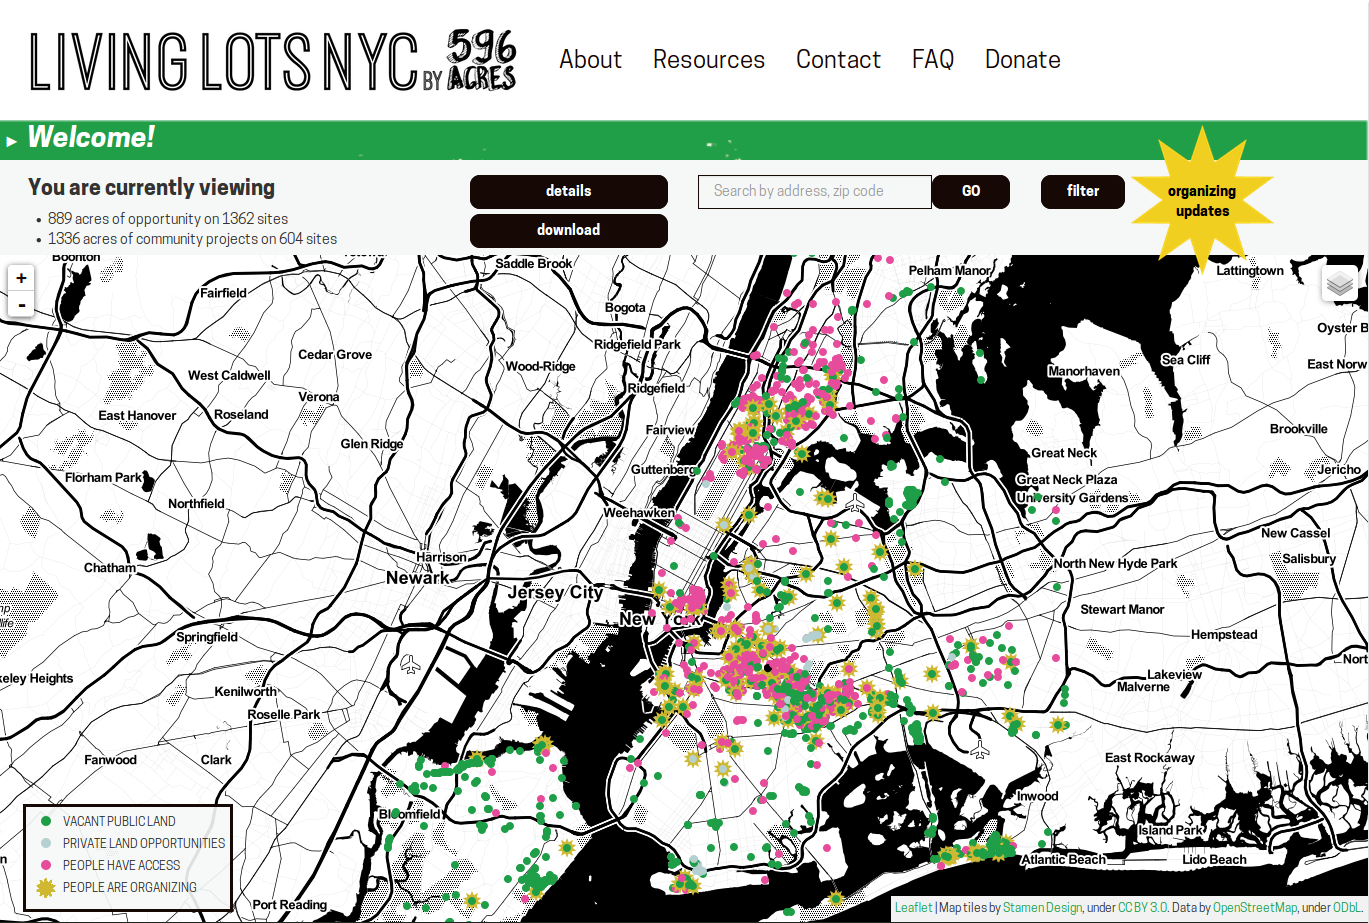 LIVING LOTS NYC BY 596 ACRES
About Resources Contact FAQ Donate
Welcome!
You are currently viewing
889 acres of opportunity on 1362 sites
1336 acres of community projects on 604 sites
details
download
Search by address, zip code
GO
filter
organizing
updates
+
-
Boonton
Saddle Brook
Pelham Manor
Lattingtown
Fairfield
Bogota
Oyster B
Ridgefield Park
Cedar Grove
Sea Cliff
East Norw
Wood-Ridge
Manorhaven
West Caldwell
Ridgefield
Verona
East Hanover
Roseland
Fairview
Brookville
Glen Ridge
Great Neck
Guttenberg
Jericho
Florham Park
Great Neck Plaza
University Gardens
Northfield
Weehawken
New Cassel
Harrison
Salisbury
Chatham
North New Hyde Park
Newark
Jersey City
Stewart Manor
New York
Springfield
Hempstead
Nort
keley Heights
Lakeview
Malverne
Kenilworth
Roselle Park
Fanwood
Clark
East Rockaway
Inwood
Bloomfield
Island Park
Atlantic Beach
Lido Beach
Port Reading
VACANT PUBLIC LAND
PRIVATE LAND OPPORTUNITIES
PEOPLE HAVE ACCESS
PEOPLE ARE ORGANIZING
Leaflet | Map tiles by Stamen Design, under CC BY 3.0. Data by OpenStreetMap, under ODbL.